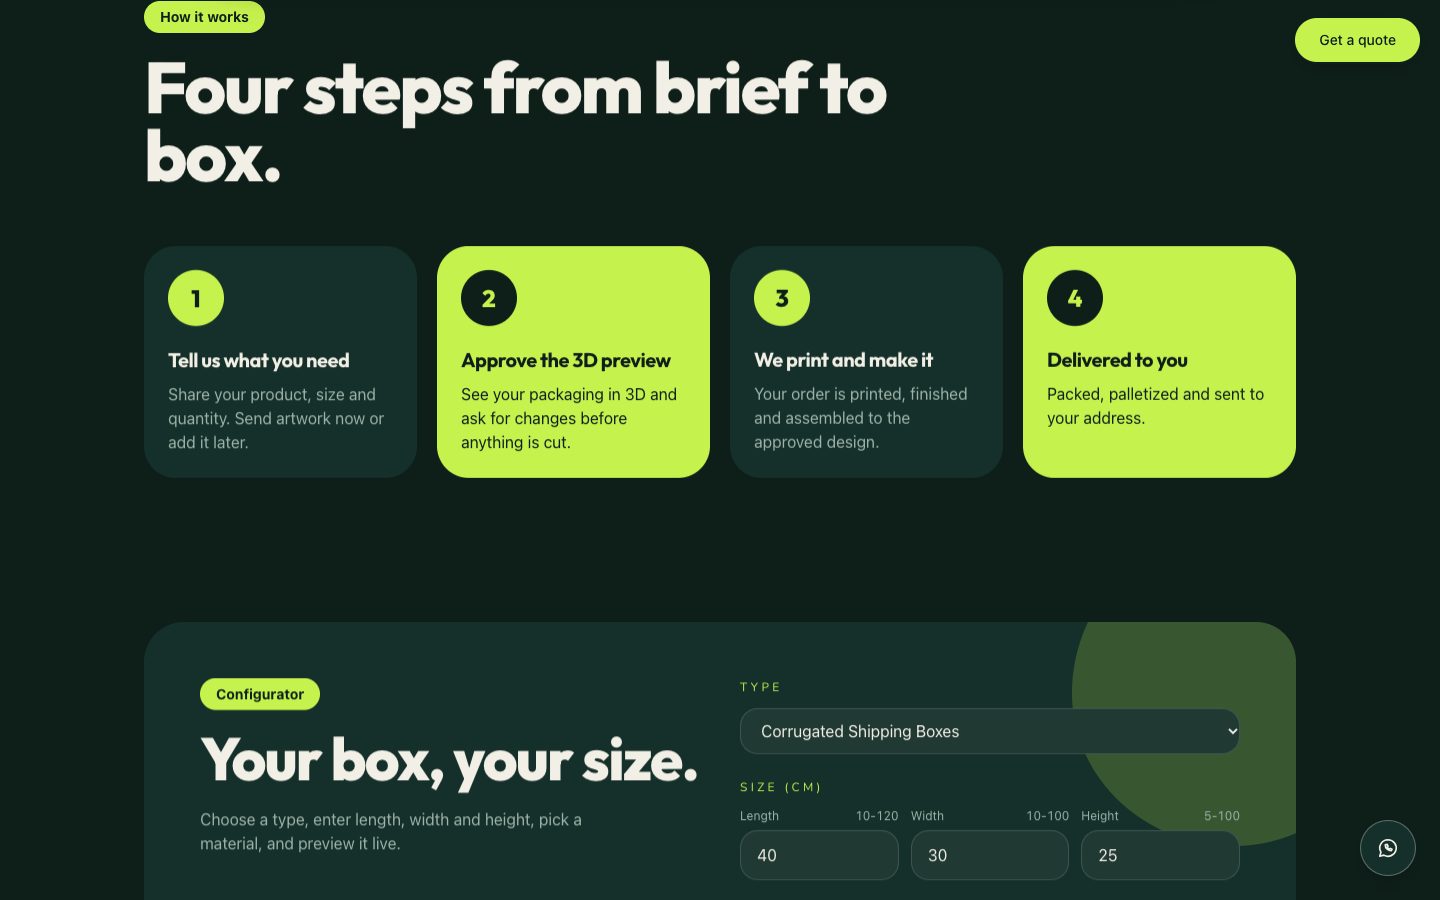 How it works
Get a quote
Four steps from brief to
box.
1
Tell us what you need
Share your product, size and
quantity. Send artwork now or
add it later.
2
Approve the 3D preview
See your packaging in 3D and
ask for changes before
anything is cut.
3
We print and make it
Your order is printed, finished
and assembled to the
approved design.
4
Delivered to you
Packed, palletized and sent to
your address.
Configurator
Your box, your size.
Choose a type, enter length, width and height, pick a
material, and preview it live.
TYPE
Corrugated Shipping Boxes
SIZE (CM)
Length 10-120 Width 10-100 Height 5-100
40 30 25